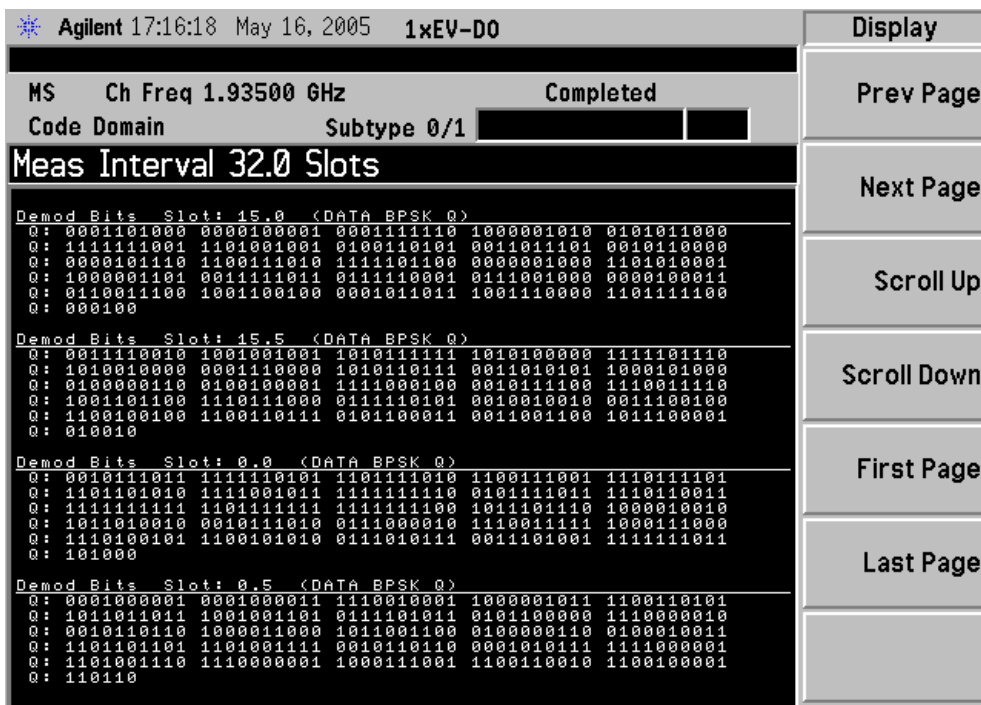 Agilent 17:16:18 May 16, 2005 1xEV-DO
Display
MS Ch Freq 1.93500 GHz Completed
Code Domain Subtype 0/1
Meas Interval 32.0 Slots
Demod Bits Slot: 15.0 (DATA BPSK Q)
Q: 0001101000 0000100001 0001111110 1000001010 0101011000
Q: 1111111001 1101001001 0100110101 0011011101 0010110000
Q: 0000101110 1100111010 1111101100 0000001000 1101010001
Q: 1000001101 0011111011 0111110001 0111001000 0000100011
Q: 0110011100 1001100100 0001011011 1001110000 1101111100
Q: 000100
Demod Bits Slot: 15.5 (DATA BPSK Q)
Q: 0011110010 1001001001 1010111111 1010100000 1111101110
Q: 1010010000 0001110000 1010110111 0011010101 1000101000
Q: 0100000110 0100100001 1111000100 0010111100 1110011110
Q: 1001101100 1110111000 0111110101 0010010010 0011100100
Q: 1100100100 1100110111 0101100011 0011001100 1011100001
Q: 010010
Demod Bits Slot: 0.0 (DATA BPSK Q)
Q: 0010111011 1111110101 1101111010 1100111001 1110111101
Q: 1101101010 1111001011 1111111110 0101111011 1110110011
Q: 1111111111 1101101111 1111111100 1011101110 1000010010
Q: 1011010010 0010111010 0111000010 1110011111 1000111000
Q: 1110100101 1100101010 0111010111 0011101001 1111111011
Q: 101000
Demod Bits Slot: 0.5 (DATA BPSK Q)
Q: 0001000001 0001000011 1110010001 1000001011 1100110101
Q: 1011011011 1001001101 0111101011 0101100000 1110000010
Q: 0010110110 1000011000 1011001100 0100000110 0100010011
Q: 1101101101 1101001111 0010110110 0001010111 1111000001
Q: 1101001110 1110000001 1000111001 1100110010 1100100001
Q: 110110
Prev Page
Next Page
Scroll Up
Scroll Down
First Page
Last Page